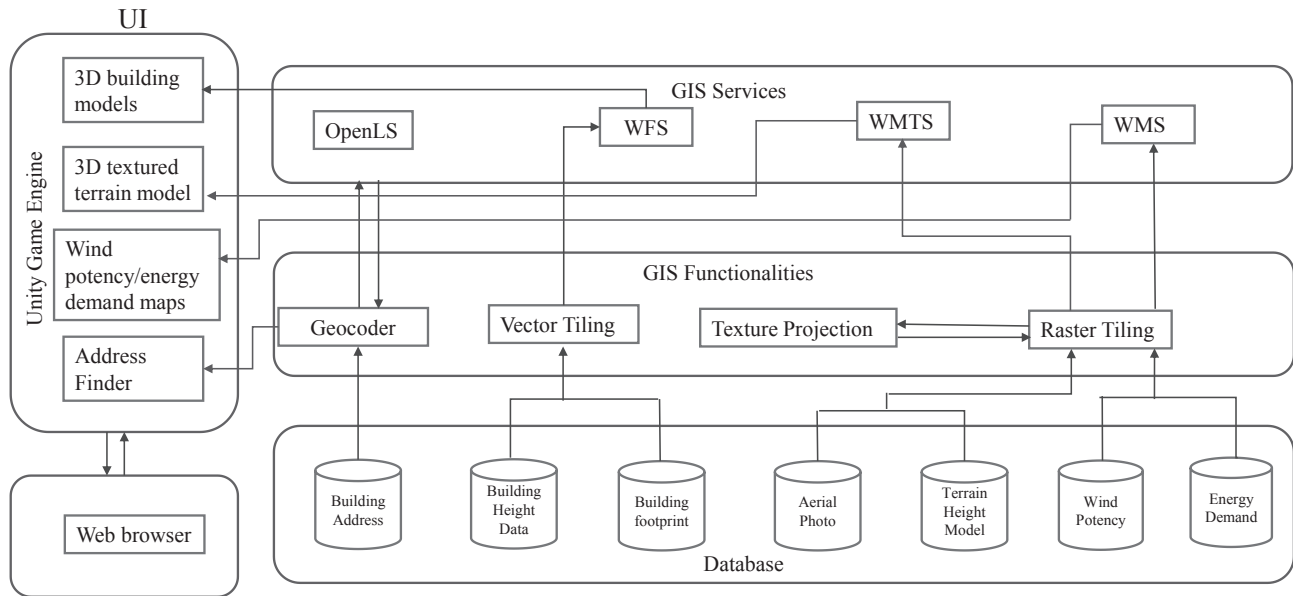 UI
Unity Game Engine
3D building
models
3D textured
terrain model
Wind
potency/energy
demand maps
Address
Finder
Web browser
GIS Services
OpenLS
WFS
WMTS
WMS
GIS Functionalities
Geocoder
Vector Tiling
Texture Projection
Raster Tiling
Building
Address
Building
Height
Data
Building
footprint
Aerial
Photo
Terrain
Height
Model
Wind
Potency
Energy
Demand
Database